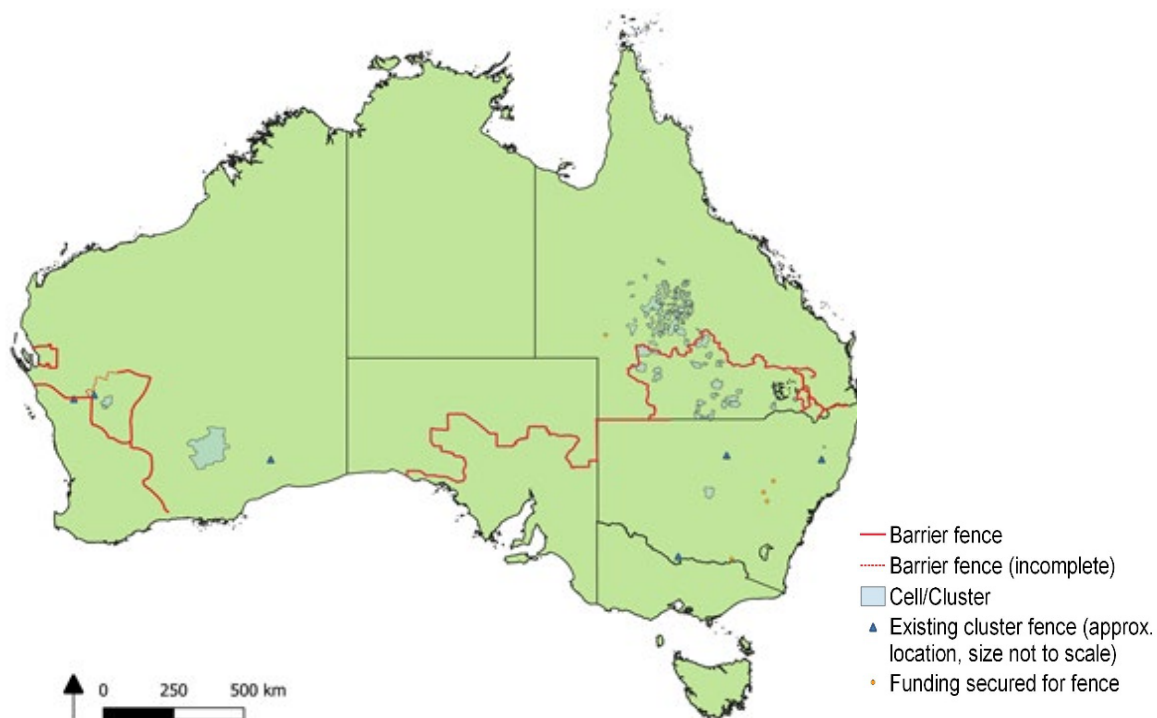 Barrier fence
Barrier fence (incomplete)
Cell/Cluster
Existing cluster fence (approx.
location, size not to scale)
Funding secured for fence
0 250 500 km